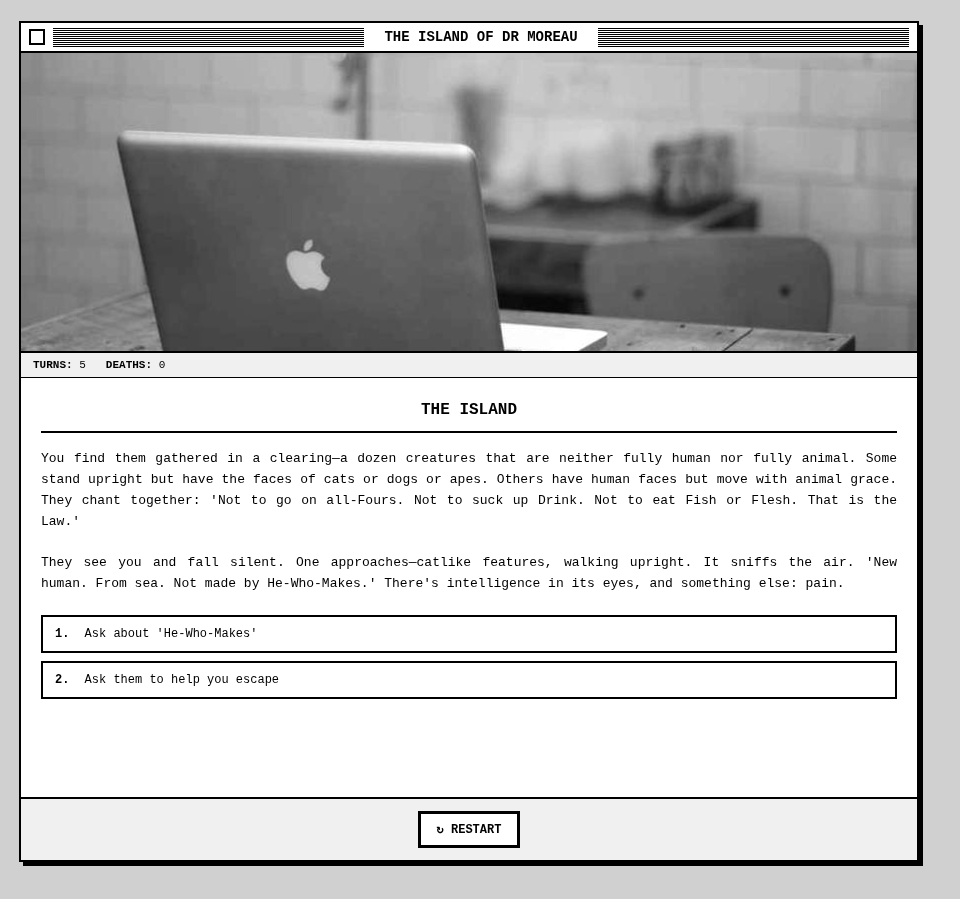 THE ISLAND OF DR MOREAU
TURNS: 5 DEATHS: 0
THE ISLAND
You find them gathered in a clearing—a dozen creatures that are neither fully human nor fully animal. Some
stand upright but have the faces of cats or dogs or apes. Others have human faces but move with animal grace.
They chant together: 'Not to go on all-Fours. Not to suck up Drink. Not to eat Fish or Flesh. That is the
Law.'
They see you and fall silent. One approaches—catlike features, walking upright. It sniffs the air. 'New
human. From sea. Not made by He-Who-Makes.' There's intelligence in its eyes, and something else: pain.
1. Ask about 'He-Who-Makes'
2. Ask them to help you escape
↻ RESTART